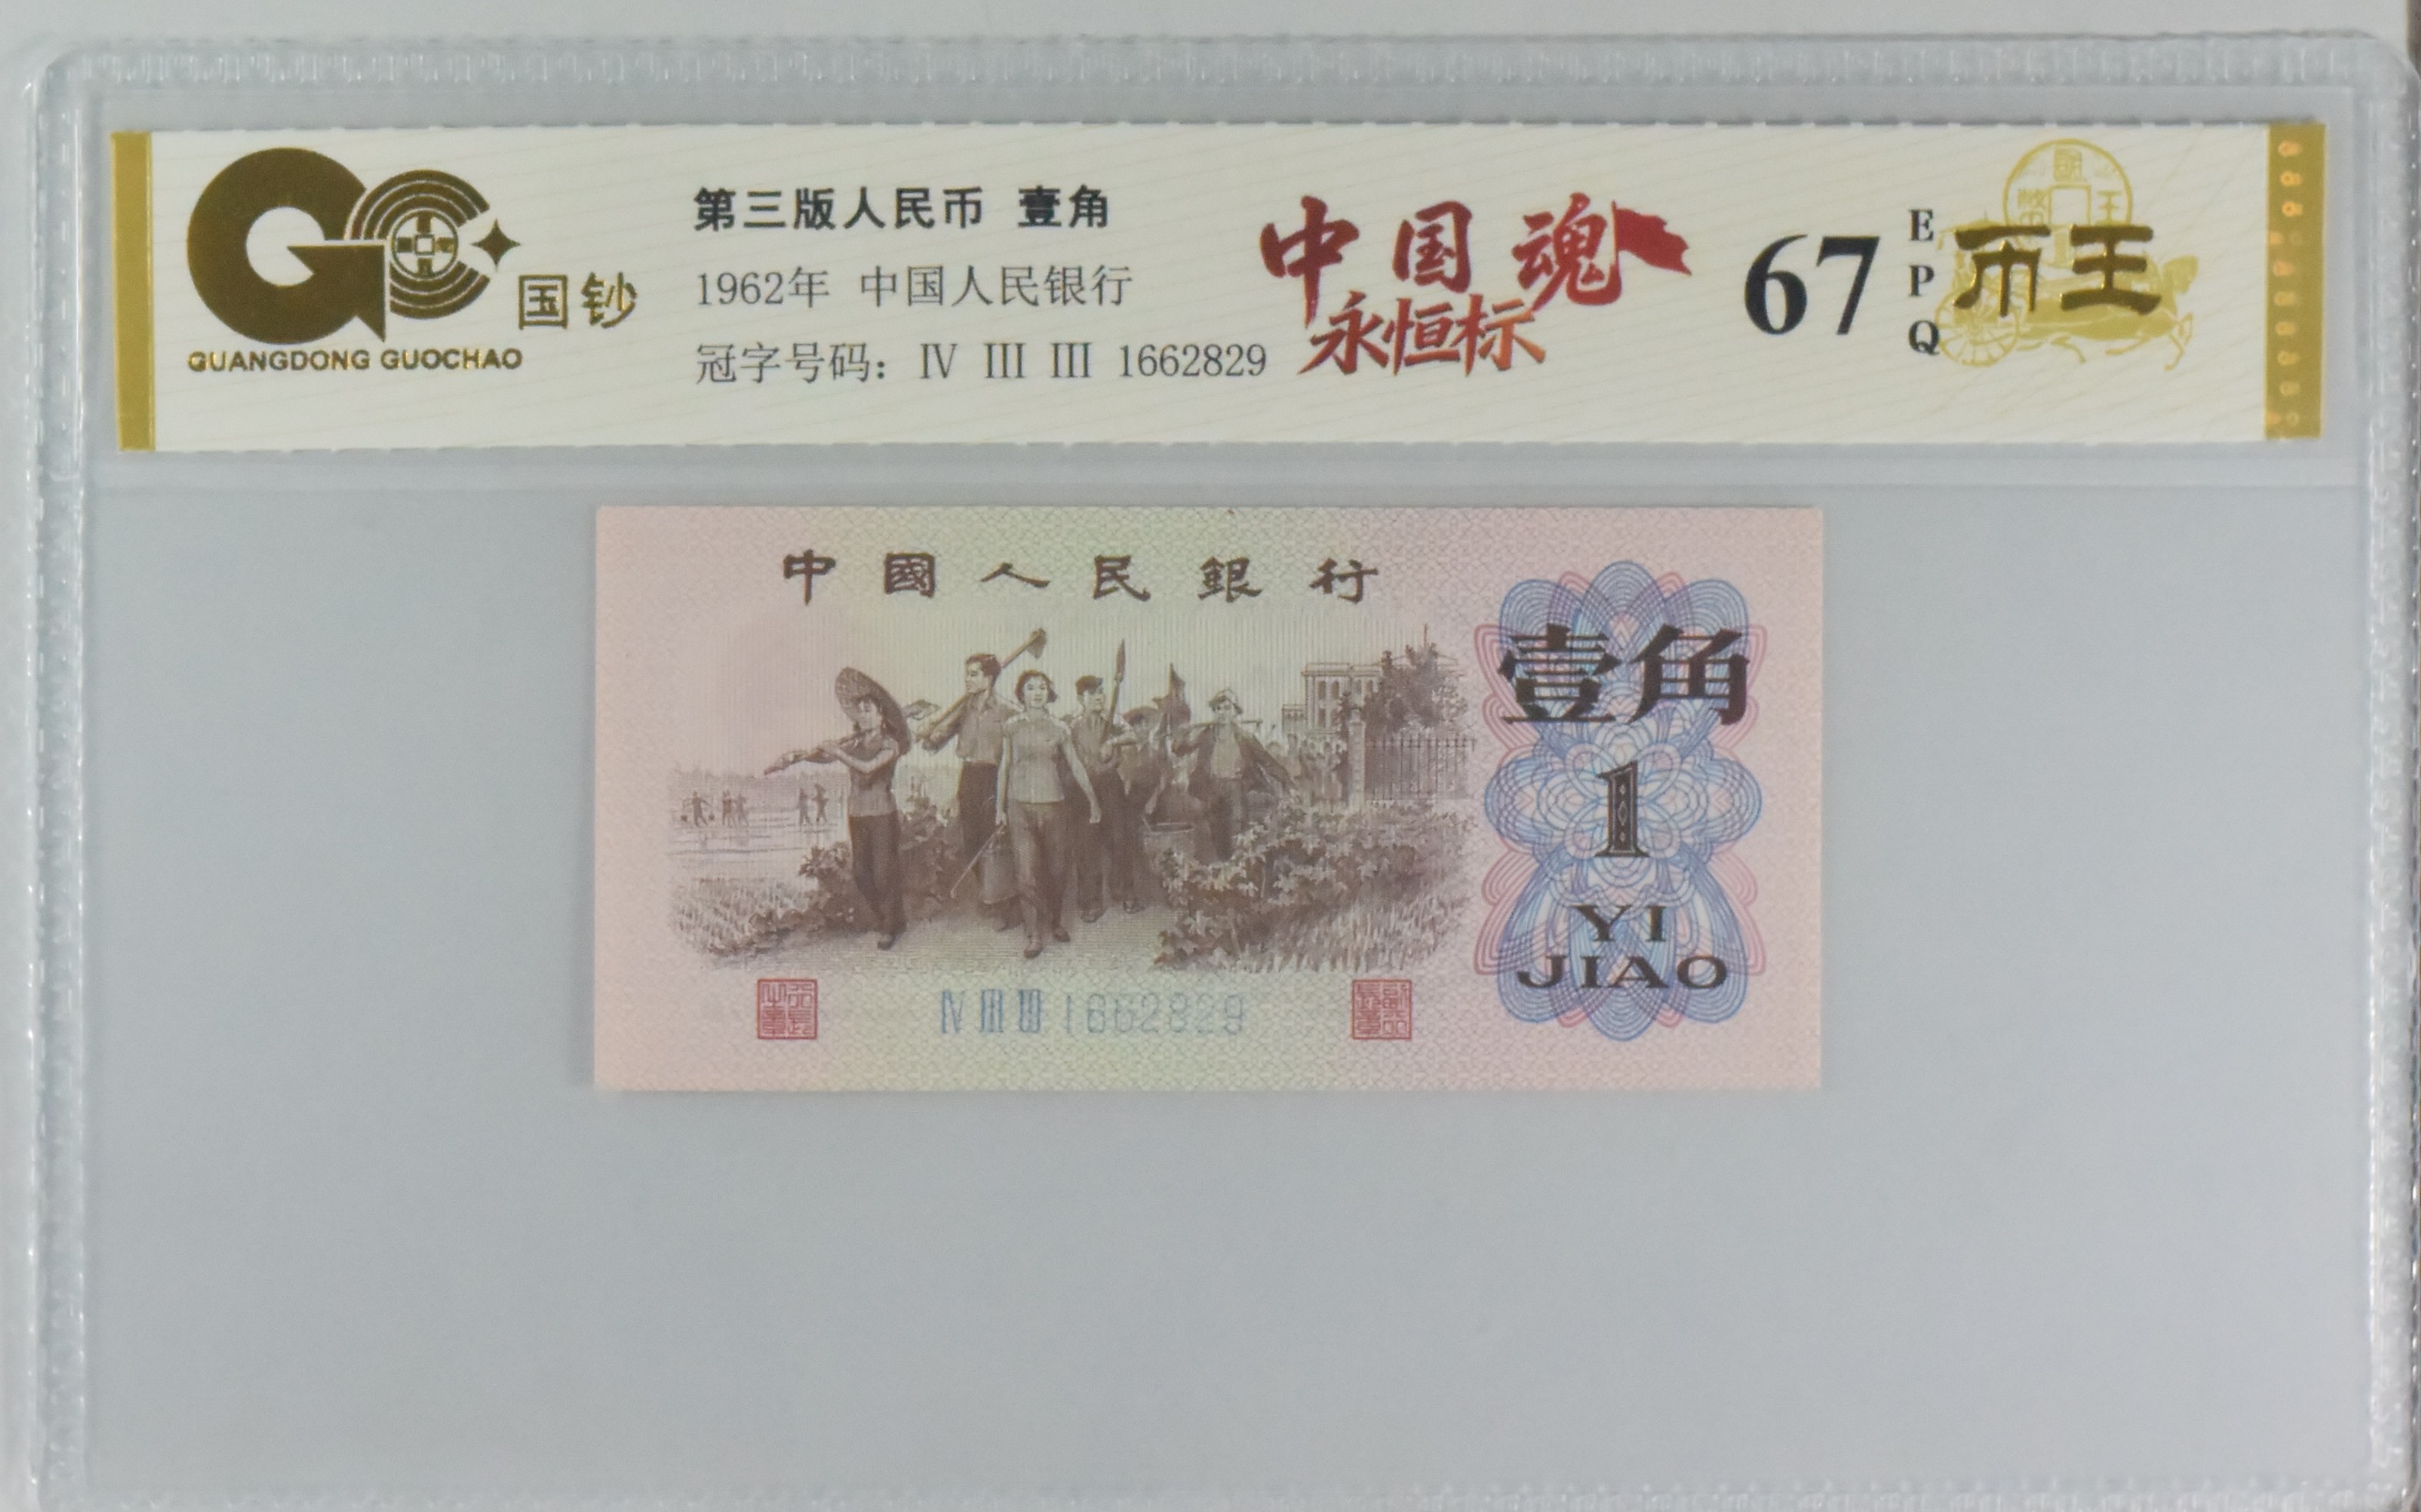 国钞
GUANGDONG GUOCHAO
第三版人民币 壹角
1962年 中国人民银行
冠字号码：Ⅳ Ⅲ Ⅲ 1662829
中国魂
永恒标
67
EPQ
币王
中國人民銀行
壹角
1
YI
JIAO
Ⅳ Ⅲ Ⅲ 1662829